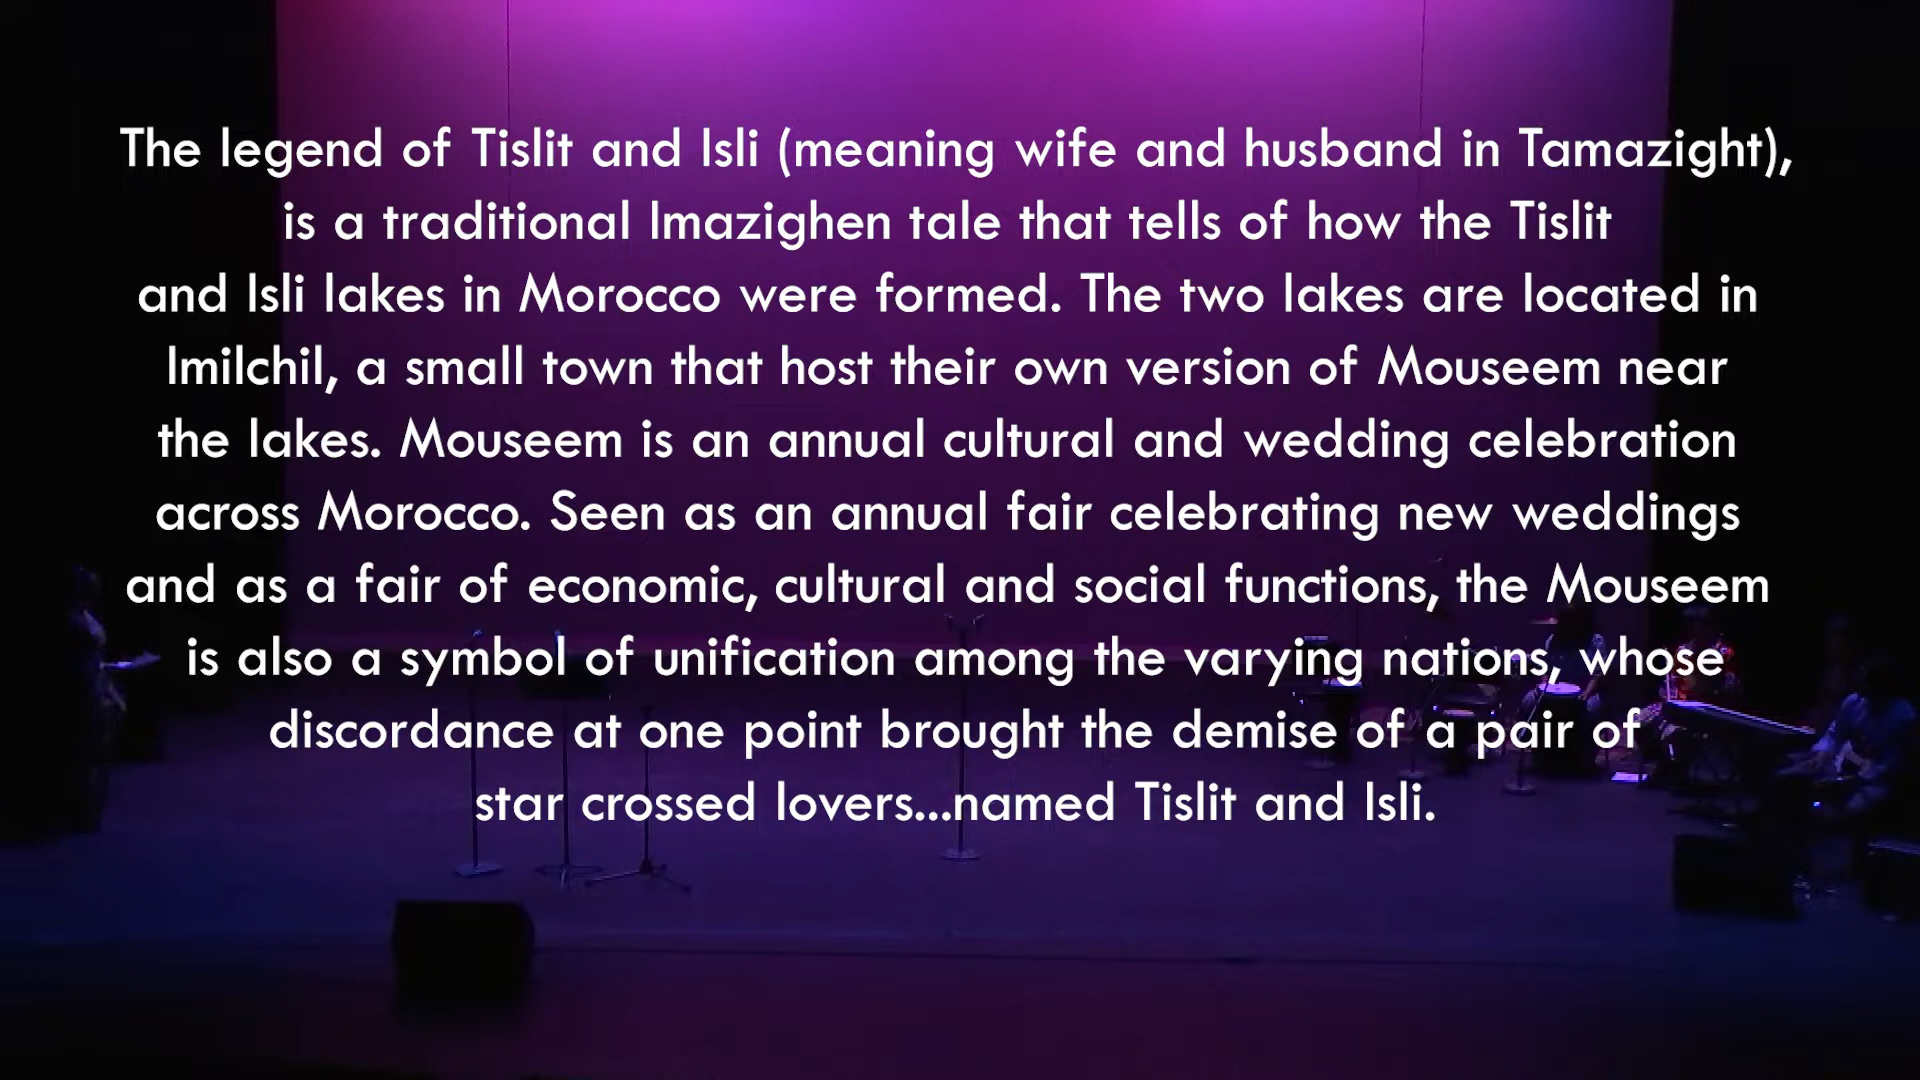 The legend of Tislit and Isli (meaning wife and husband in Tamazight),
is a traditional Imazighen tale that tells of how the Tislit
and Isli lakes in Morocco were formed. The two lakes are located in
Imilchil, a small town that host their own version of Mouseem near
the lakes. Mouseem is an annual cultural and wedding celebration
across Morocco. Seen as an annual fair celebrating new weddings
and as a fair of economic, cultural and social functions, the Mouseem
is also a symbol of unification among the varying nations, whose
discordance at one point brought the demise of a pair of
star crossed lovers...named Tislit and Isli.